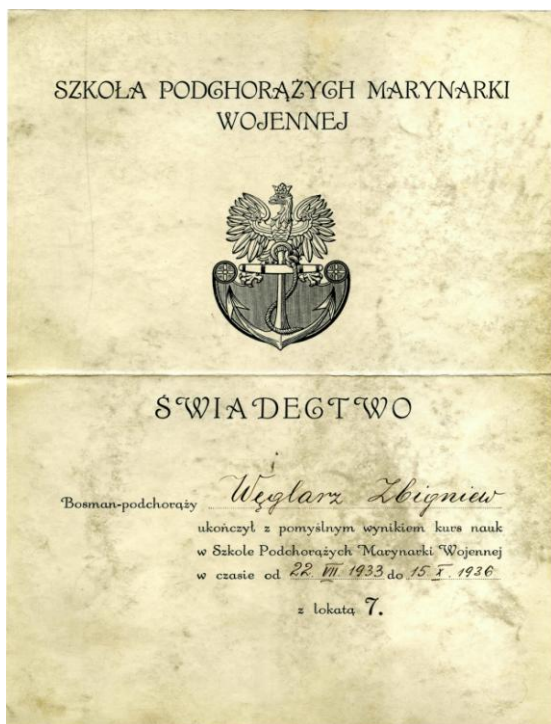 SZKOŁA PODCHORĄŻYCH MARYNARKI
WOJENNEJ
ŚWIADECTWO
Bosman-podchorąży Węglarz Zbigniew
ukończył z pomyślnym wynikiem kurs nauk
w Szkole Podchorążych Marynarki Wojennej
w czasie od 22. VII. 1933 do 15 X. 1936
z lokatą 7.